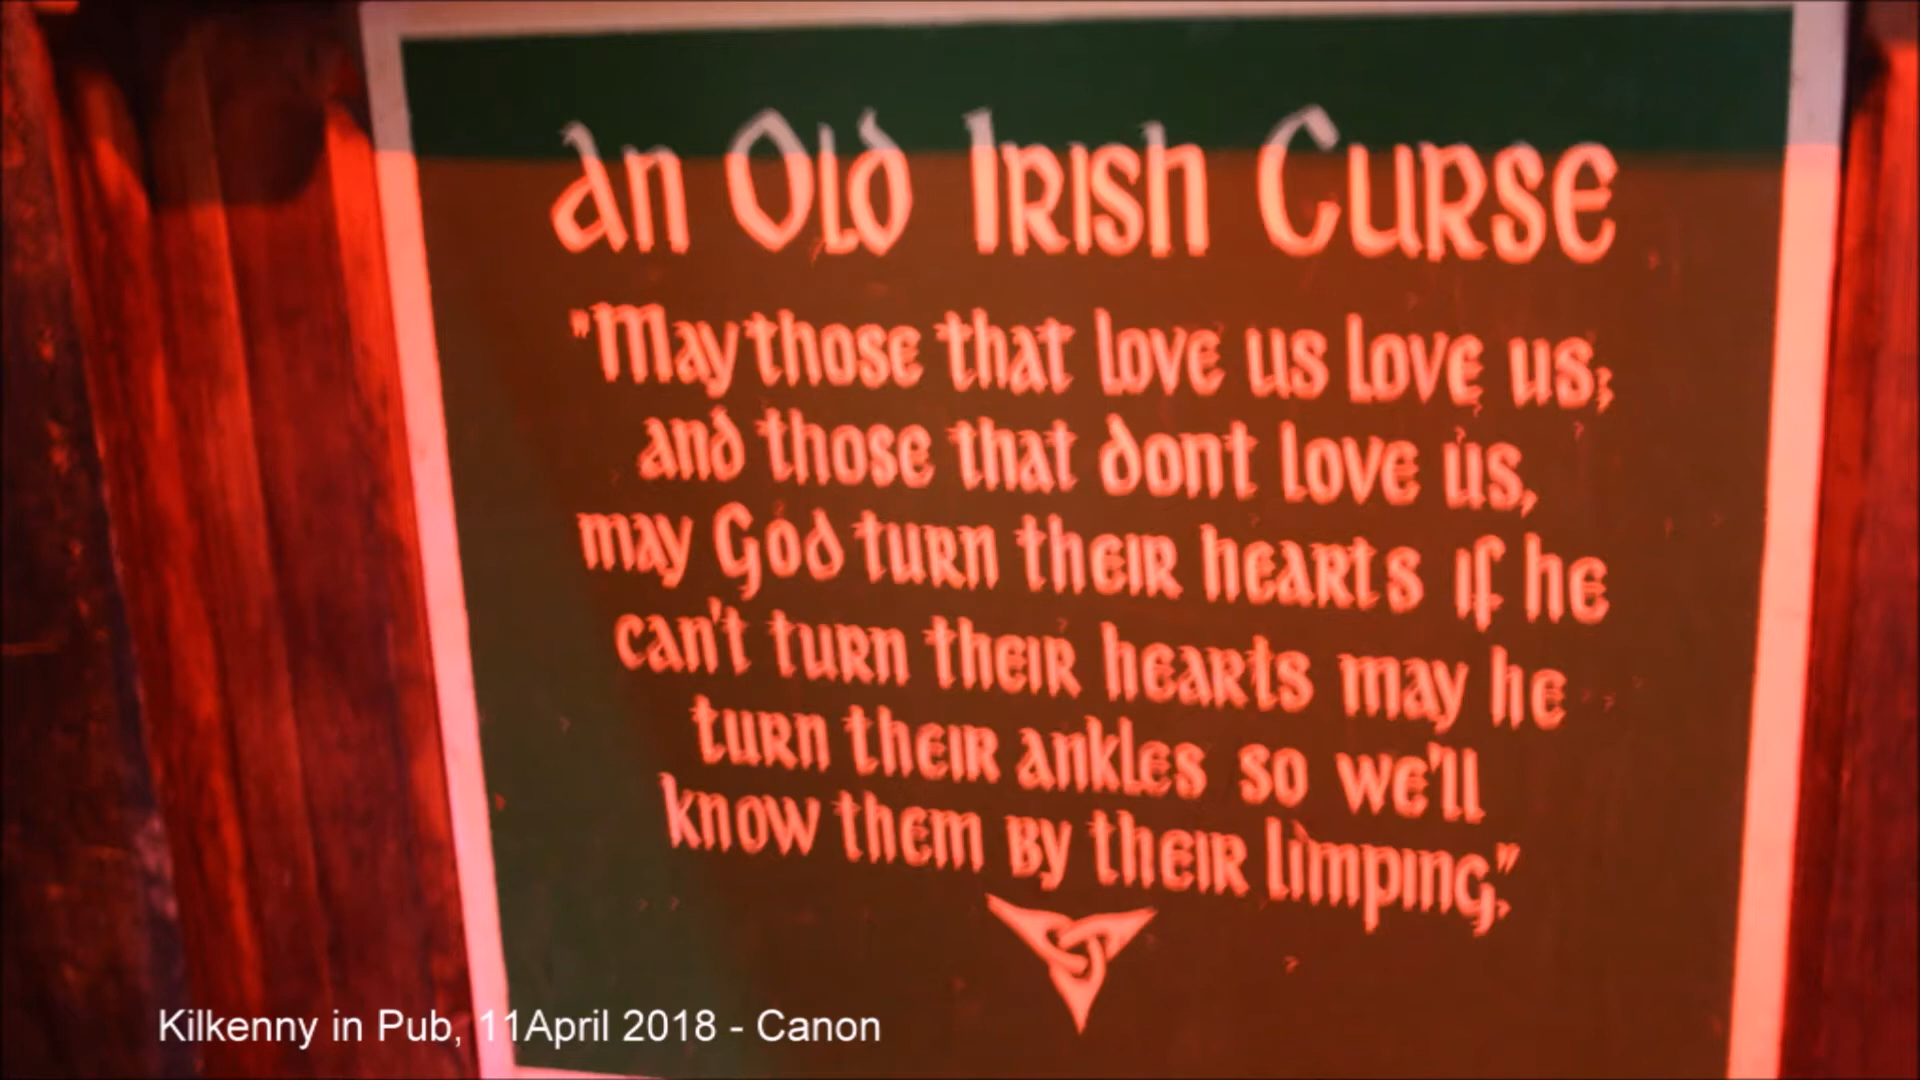 an Old Irish Curse
"May those that love us love us;
and those that dont love us,
may God turn their hearts if he
can't turn their hearts may he
turn their ankles so we'll
know them by their limping."
Kilkenny in Pub, 11April 2018 - Canon